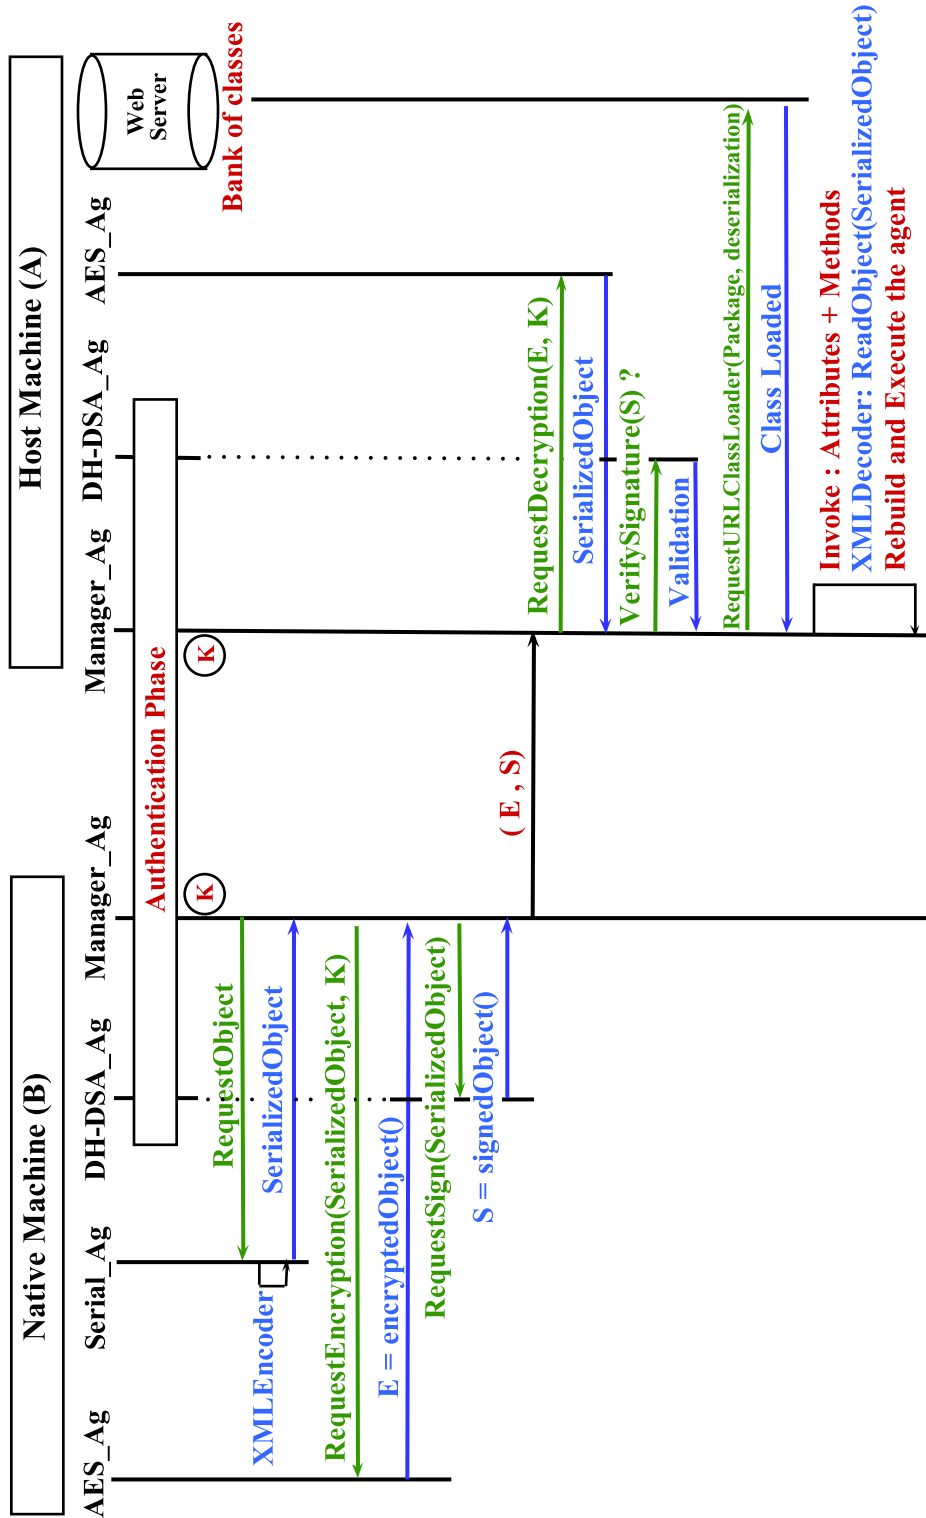 Native Machine (B)
Host Machine (A)
AES_Ag
Serial_Ag
DH-DSA_Ag
Manager_Ag
Manager_Ag
DH-DSA_Ag
AES_Ag
Web
Server
Bank of classes
Authentication Phase
K
K
RequestObject
XMLEncoder
SerializedObject
RequestEncryption(SerializedObject, K)
E = encryptedObject()
RequestSign(SerializedObject)
S = signedObject()
( E , S)
RequestDecryption(E, K)
SerializedObject
VerifySignature(S) ?
Validation
RequestURLClassLoader(Package, deserialization)
Class Loaded
Invoke : Attributes + Methods
XMLDecoder: ReadObject(SerializedObject)
Rebuild and Execute the agent